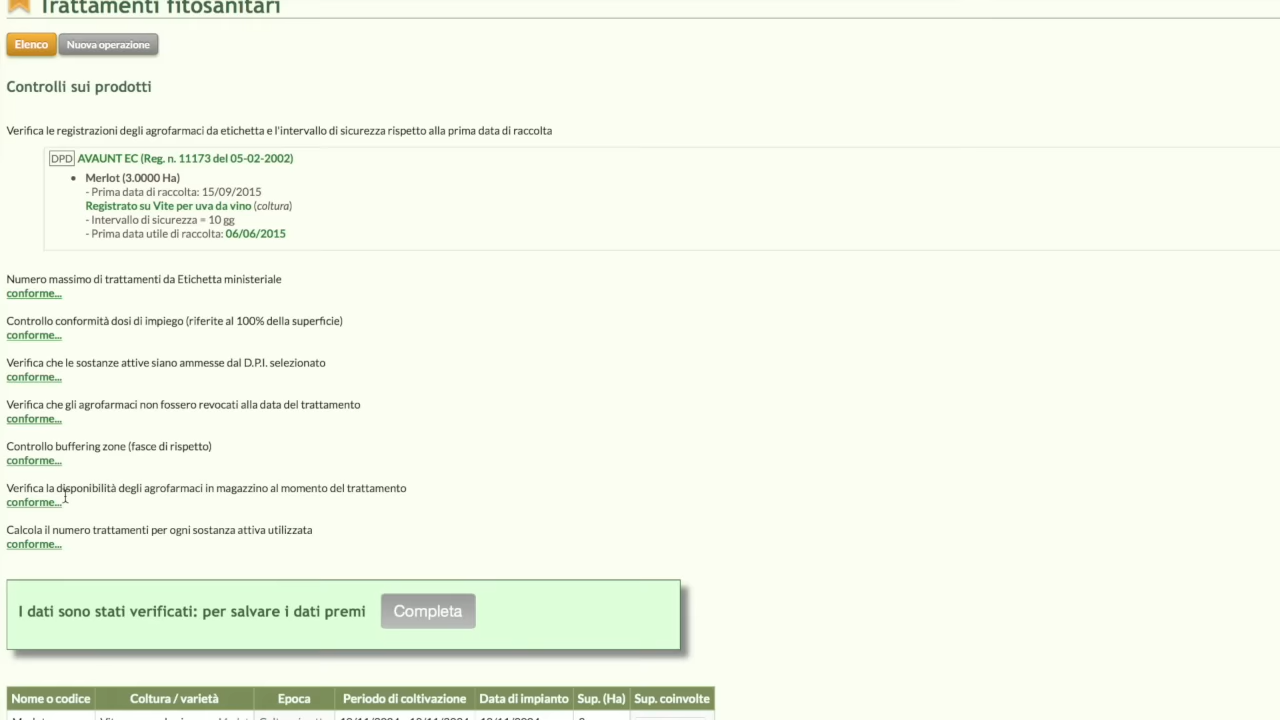 Trattamenti fitosanitari
Elenco Nuova operazione
Controlli sui prodotti
Verifica le registrazioni degli agrofarmaci da etichetta e l'intervallo di sicurezza rispetto alla prima data di raccolta
DPD AVAUNT EC (Reg. n. 11173 del 05-02-2002)
• Merlot (3.0000 Ha)
- Prima data di raccolta: 15/09/2015
Registrato su Vite per uva da vino (coltura)
- Intervallo di sicurezza = 10 gg
- Prima data utile di raccolta: 06/06/2015
Numero massimo di trattamenti da Etichetta ministeriale
conforme...
Controllo conformità dosi di impiego (riferite al 100% della superficie)
conforme...
Verifica che le sostanze attive siano ammesse dal D.P.I. selezionato
conforme...
Verifica che gli agrofarmaci non fossero revocati alla data del trattamento
conforme...
Controllo buffering zone (fasce di rispetto)
conforme...
Verifica la disponibilità degli agrofarmaci in magazzino al momento del trattamento
conforme...
Calcola il numero trattamenti per ogni sostanza attiva utilizzata
conforme...
I dati sono stati verificati: per salvare i dati premi Completa
Nome o codice Coltura / varietà Epoca Periodo di coltivazione Data di impianto Sup. (Ha) Sup. coinvolte